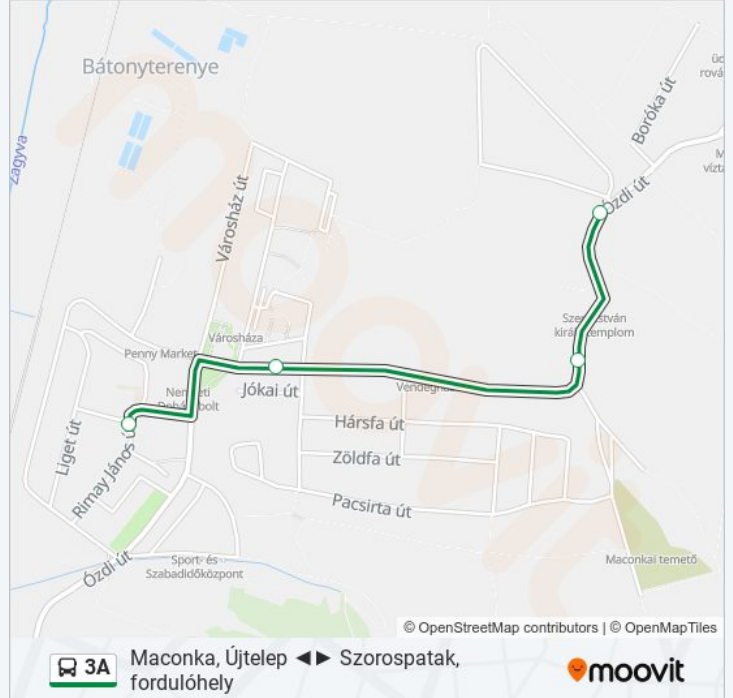 Bátonyterenye
Zagyva
Városház út
Boróka út
Ózdi út
Városháza
Penny Market
Jókai út
Hársfa út
Zöldfa út
Pacsirta út
Liget út
Rimay János
Ózdi út
Sport- és
Szabadidőközpont
Maconkai temető
© OpenStreetMap contributors | © OpenMapTiles
3A
Maconka, Újtelep ◄► Szorospatak,
fordulóhely
moovit